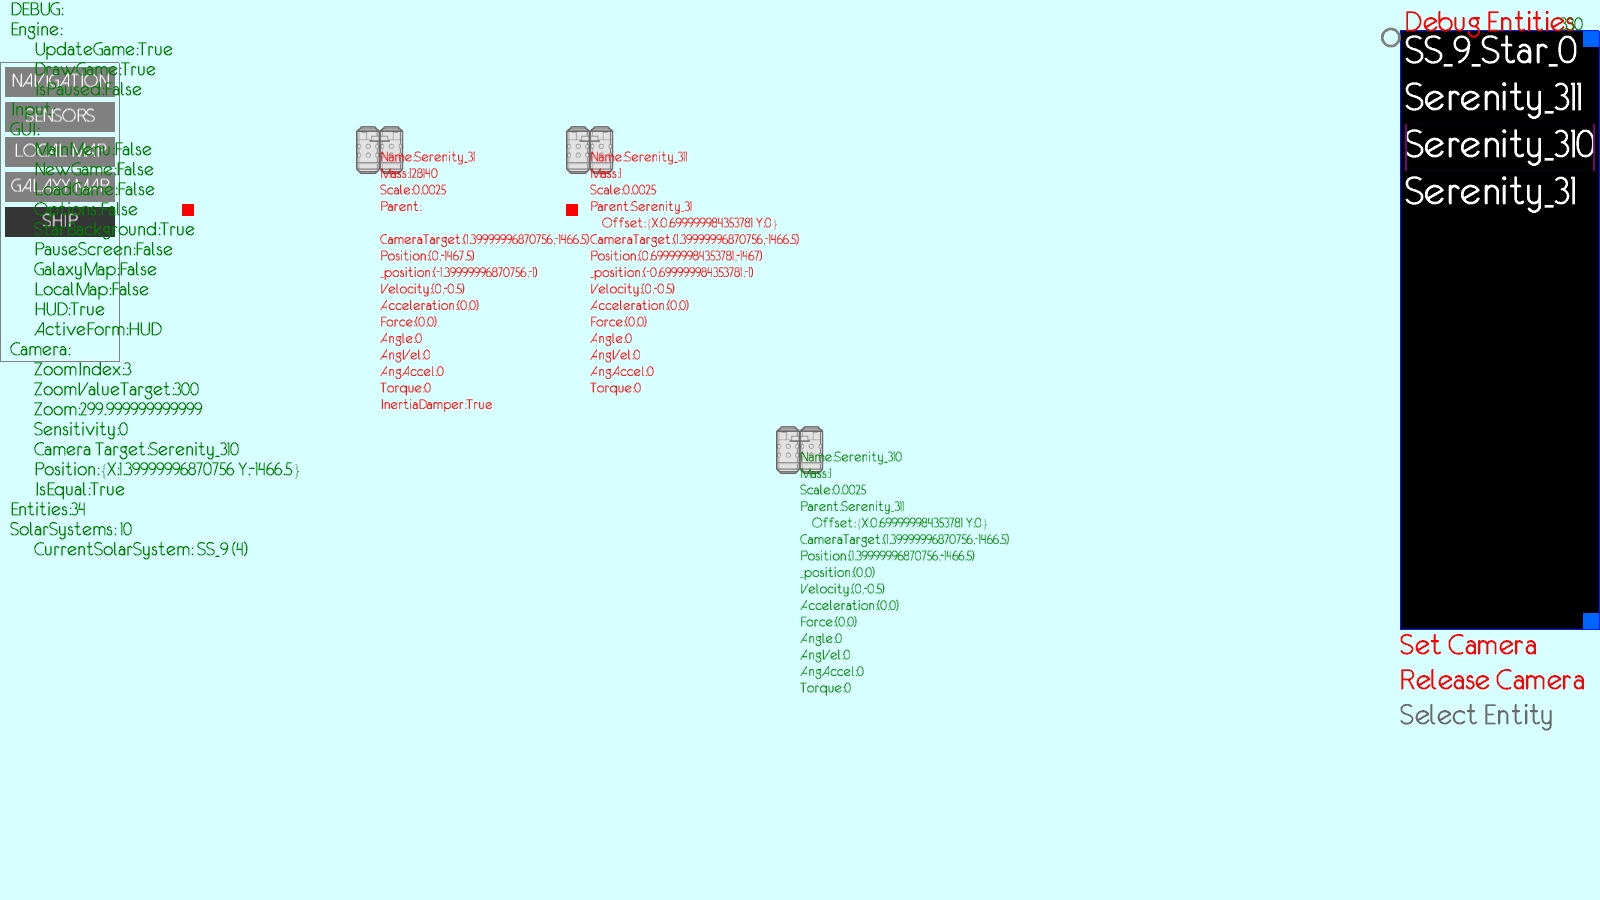 DEBUG:
Engine:
UpdateGame:True
DrawGame:True
IsPaused:False
Input:
GUI:
MainMenu:False
NewGame:False
LoadGame:False
Options:False
StarBackground:True
PauseScreen:False
GalaxyMap:False
LocalMap:False
HUD:True
ActiveForm:HUD
Camera:
ZoomIndex:3
ZoomValueTarget:300
Zoom:299.999999999999
Sensitivity:0
Camera Target:Serenity_310
Position:{X:1.39999996870756 Y:-1466.5}
IsEqual:True
Entities:34
SolarSystems: 10
CurrentSolarSystem: SS_9 (4)
NAVIGATION
SENSORS
LOCAL MAP
GALAXY MAP
SHIP
Name:Serenity_31
Mass:128140
Scale:0.0025
Parent:
CameraTarget:(1.39999996870756,-1466.5)
Position:(0,-1467.5)
_position:(-1.39999996870756,-1)
Velocity:(0,-0.5)
Acceleration:(0,0)
Force:(0,0)
Angle:0
AngVel:0
AngAccel:0
Torque:0
InertiaDamper:True
Name:Serenity_311
Mass:1
Scale:0.0025
Parent:Serenity_31
Offset:{X:0.699999984353781 Y:0}
CameraTarget:(1.39999996870756,-1466.5)
Position:(0.699999984353781,-1467)
_position:(-0.699999984353781,-1)
Velocity:(0,-0.5)
Acceleration:(0,0)
Force:(0,0)
Angle:0
AngVel:0
AngAccel:0
Torque:0
Name:Serenity_310
Mass:1
Scale:0.0025
Parent:Serenity_311
Offset:{X:0.699999984353781 Y:0}
CameraTarget:(1.39999996870756,-1466.5)
Position:(1.39999996870756,-1466.5)
_position:(0,0)
Velocity:(0,-0.5)
Acceleration:(0,0)
Force:(0,0)
Angle:0
AngVel:0
AngAccel:0
Torque:0
Debug Entities
SS_9_Star_0
Serenity_311
Serenity_310
Serenity_31
Set Camera
Release Camera
Select Entity